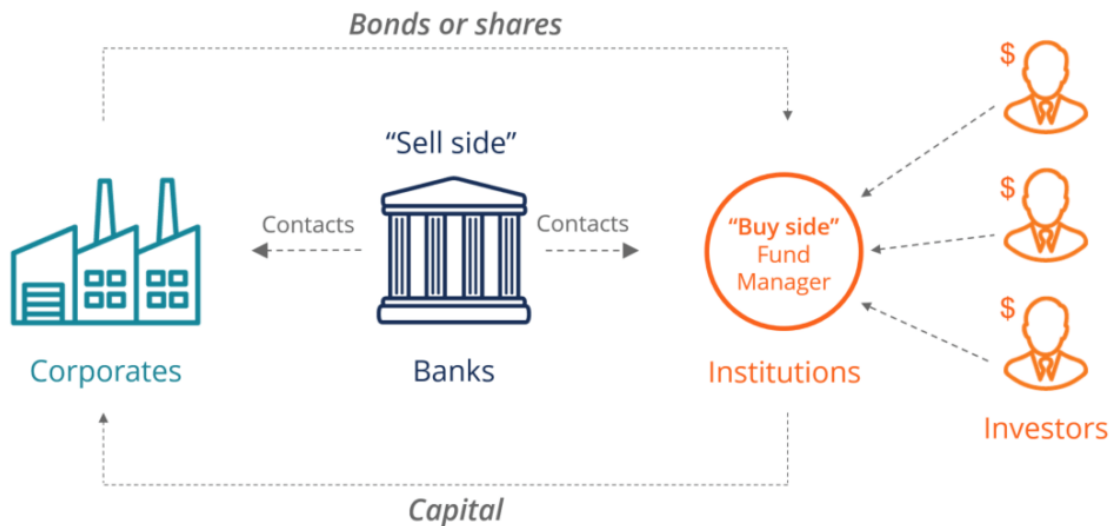 Bonds or shares
“Sell side”
Contacts
Contacts
“Buy side”
Fund
Manager
$
$
$
Corporates
Banks
Institutions
Investors
Capital